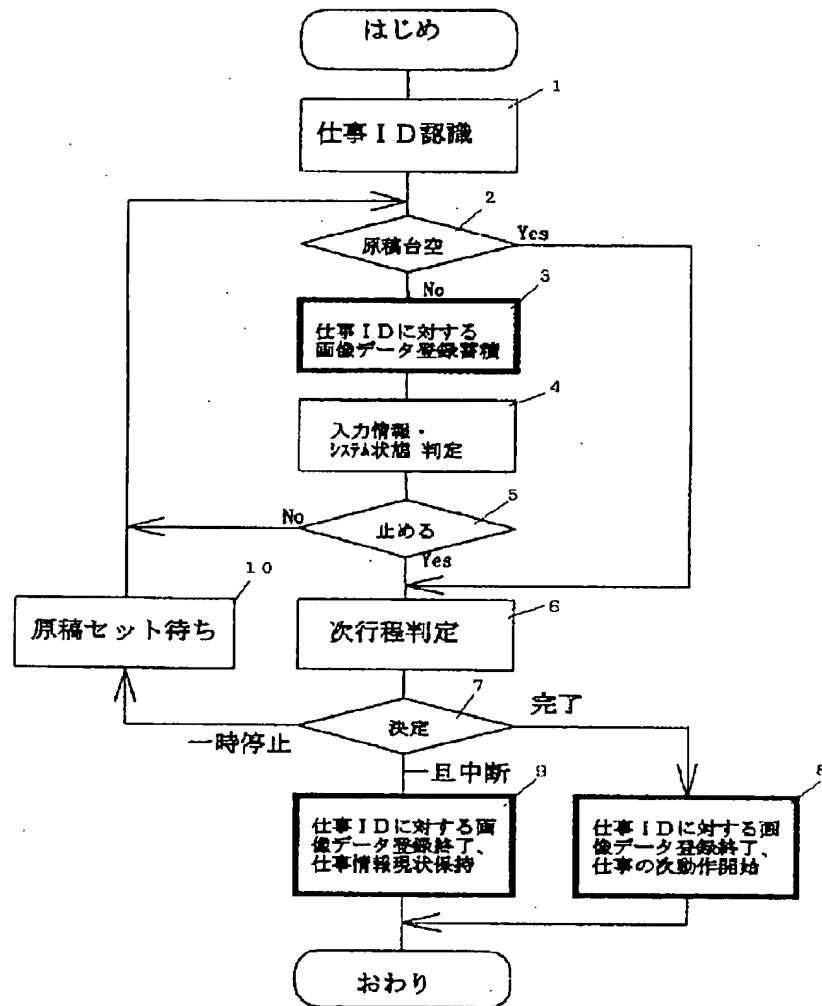 はじめ
1
仕事ID認識
2
原稿台空
Yes
No
3
仕事IDに対する
画像データ登録蓄積
4
入力情報・
システム状態 判定
5
止める
No
Yes
10
原稿セット待ち
6
次行程判定
7
決定
完了
一時停止
一旦中断
9
仕事IDに対する画
像データ登録終了、
仕事情報現状保持
8
仕事IDに対する画
像データ登録終了、
仕事の次動作開始
おわり